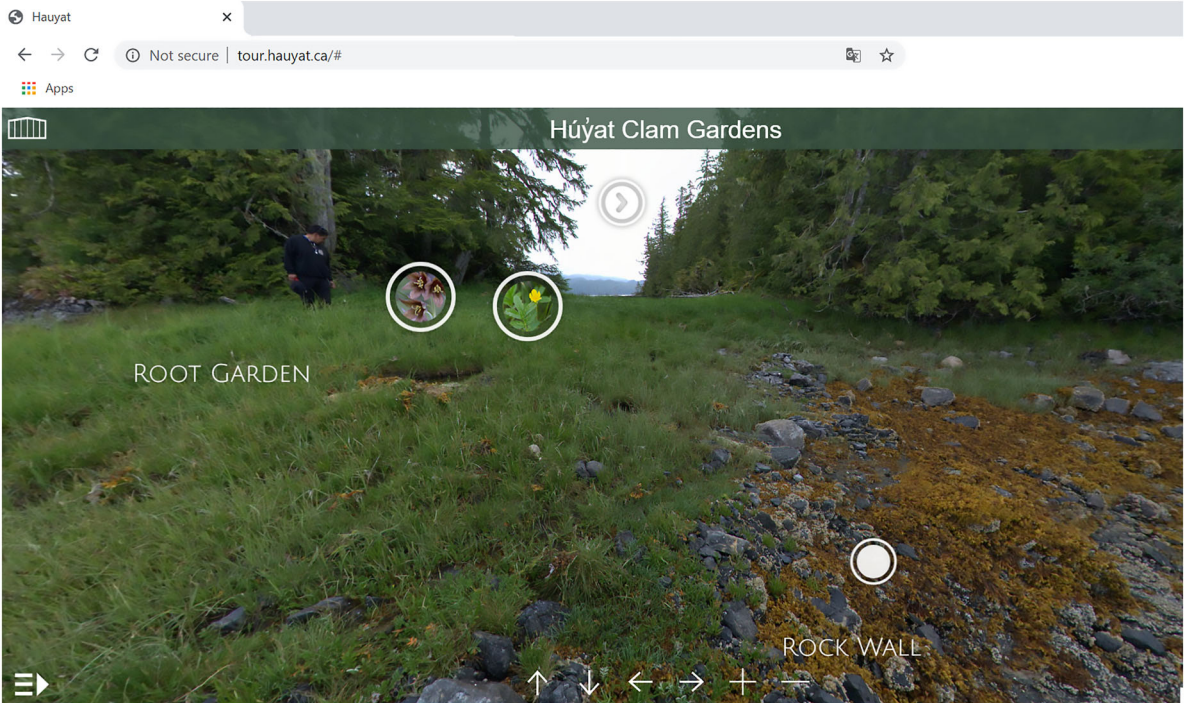 Hauyat
Not secure | tour.hauyat.ca/#
Apps
Húy̓at Clam Gardens
Root Garden
Rock Wall